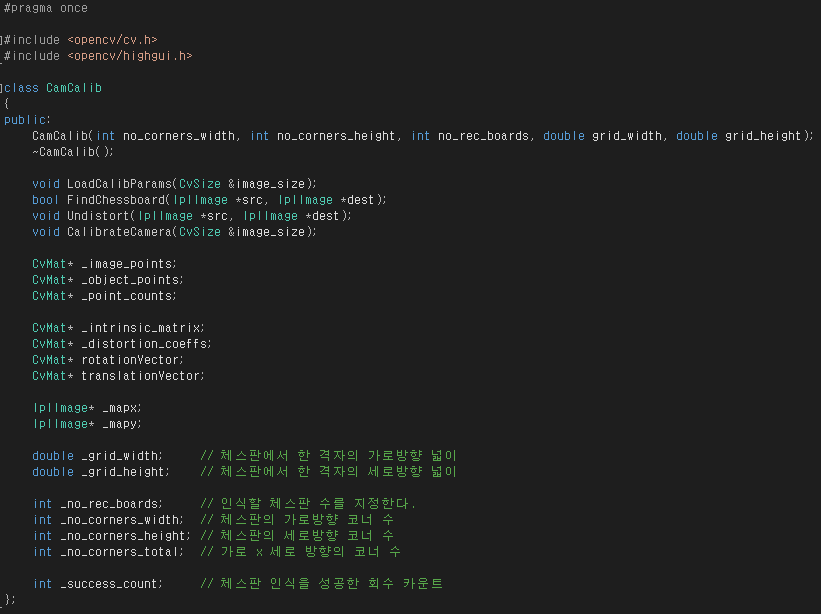 #pragma once
#include <opencv/cv.h>
#include <opencv/highgui.h>
class CamCalib
{
public:
CamCalib(int no_corners_width, int no_corners_height, int no_rec_boards, double grid_width, double grid_height);
~CamCalib();
void LoadCalibParams(CvSize &image_size);
bool FindChessboard(IplImage *src, IplImage *dest);
void Undistort(IplImage *src, IplImage *dest);
void CalibrateCamera(CvSize &image_size);
CvMat* _image_points;
CvMat* _object_points;
CvMat* _point_counts;
CvMat* _intrinsic_matrix;
CvMat* _distortion_coeffs;
CvMat* rotationVector;
CvMat* translationVector;
IplImage* _mapx;
IplImage* _mapy;
double _grid_width; // 체스판에서 한 격자의 가로방향 넓이
double _grid_height; // 체스판에서 한 격자의 세로방향 넓이
int _no_rec_boards; // 인식할 체스판 수를 지정한다.
int _no_corners_width; // 체스판의 가로방향 코너 수
int _no_corners_height; // 체스판의 세로방향 코너 수
int _no_corners_total; // 가로 x 세로 방향의 코너 수
int _success_count; // 체스판 인식을 성공한 회수 카운트
};